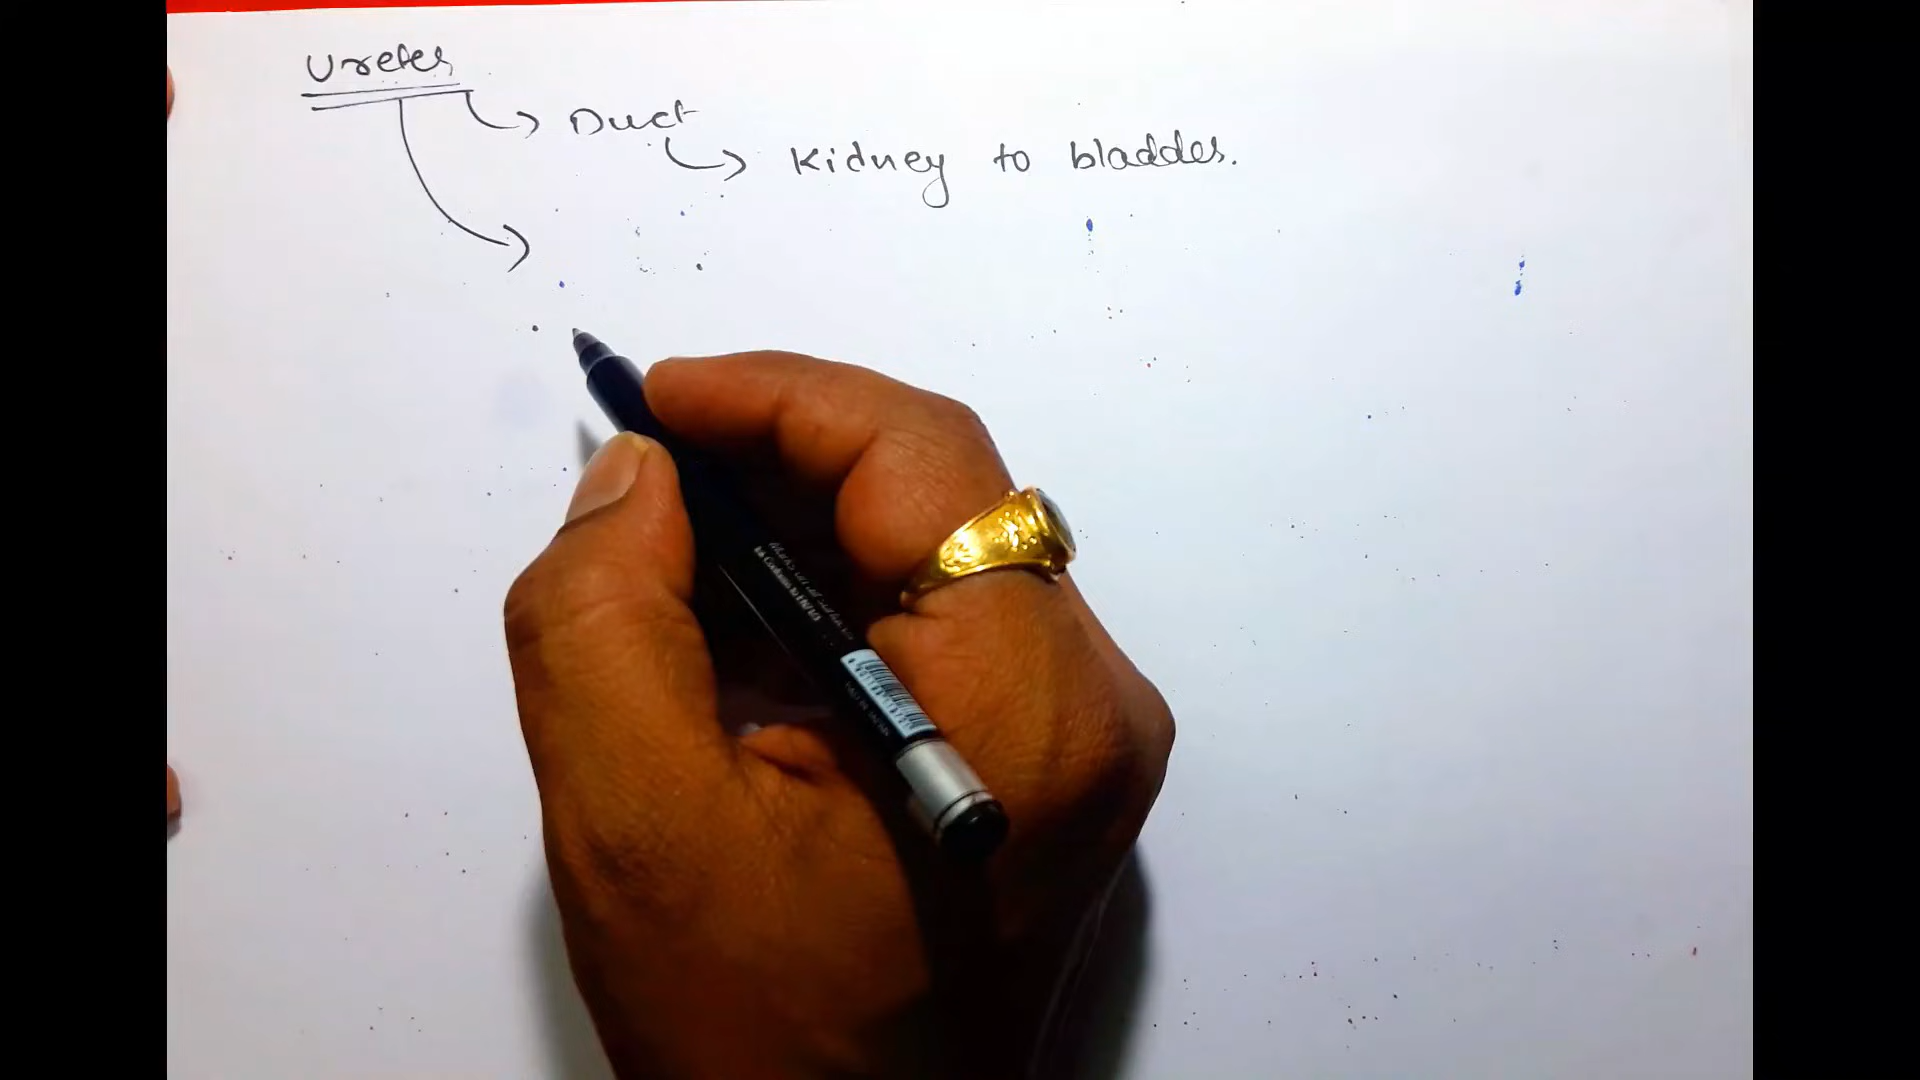 Ureter
→ Duct
→ Kidney to bladder.